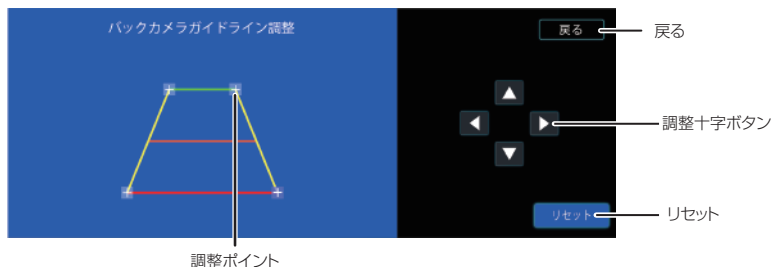 バックカメラガイドライン調整
戻る
戻る
調整十字ボタン
リセット
リセット
調整ポイント